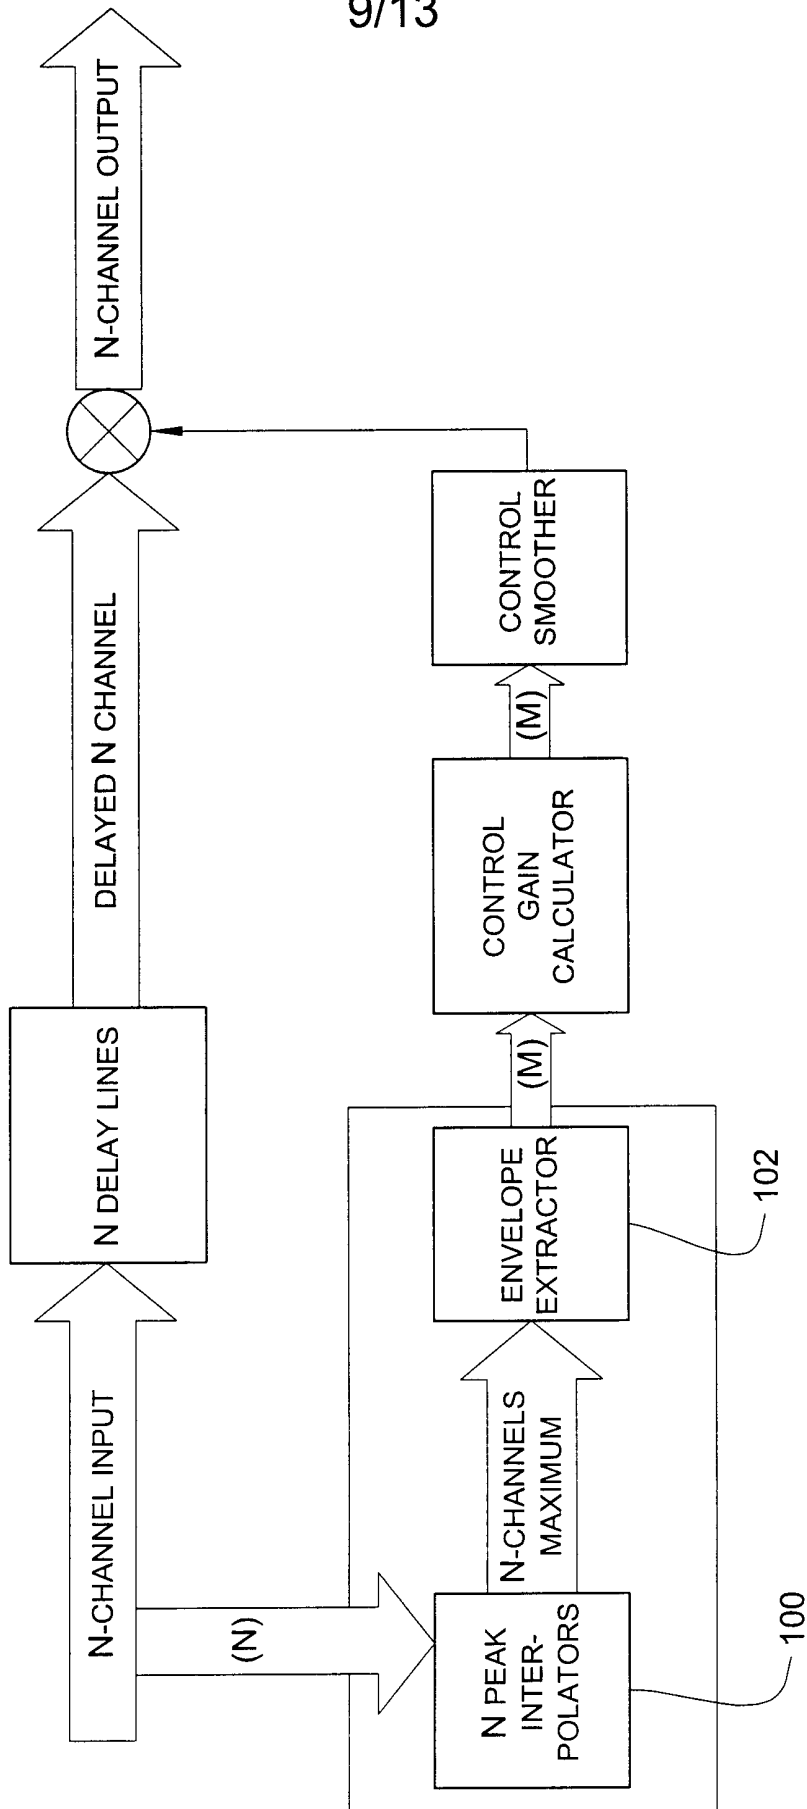 9/13
N-CHANNEL INPUT
N DELAY LINES
DELAYED N CHANNEL
N-CHANNEL OUTPUT
(N)
N PEAK
INTER-
POLATORS
N-CHANNELS
MAXIMUM
ENVELOPE
EXTRACTOR
(M)
CONTROL
GAIN
CALCULATOR
(M)
CONTROL
SMOOTHER
100
102